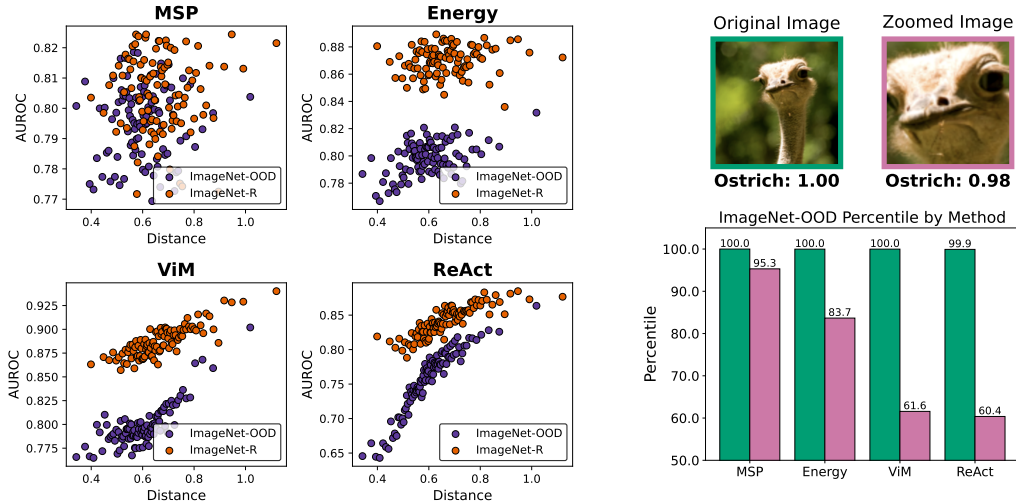 MSP
AUROC
0.82
0.81
0.80
0.79
0.78
0.77
ImageNet-OOD
ImageNet-R
0.4 0.6 0.8 1.0
Distance
Energy
AUROC
0.88
0.86
0.84
0.82
0.80
0.78
ImageNet-OOD
ImageNet-R
0.4 0.6 0.8 1.0
Distance
ViM
AUROC
0.925
0.900
0.875
0.850
0.825
0.800
0.775
ImageNet-OOD
ImageNet-R
0.4 0.6 0.8 1.0
Distance
ReAct
AUROC
0.85
0.80
0.75
0.70
0.65
ImageNet-OOD
ImageNet-R
0.4 0.6 0.8 1.0
Distance
Original Image Zoomed Image
Ostrich: 1.00 Ostrich: 0.98
ImageNet-OOD Percentile by Method
Percentile
100.0
90.0
80.0
70.0
60.0
50.0
100.0 95.3 100.0 83.7 100.0 61.6 99.9 60.4
MSP Energy ViM ReAct